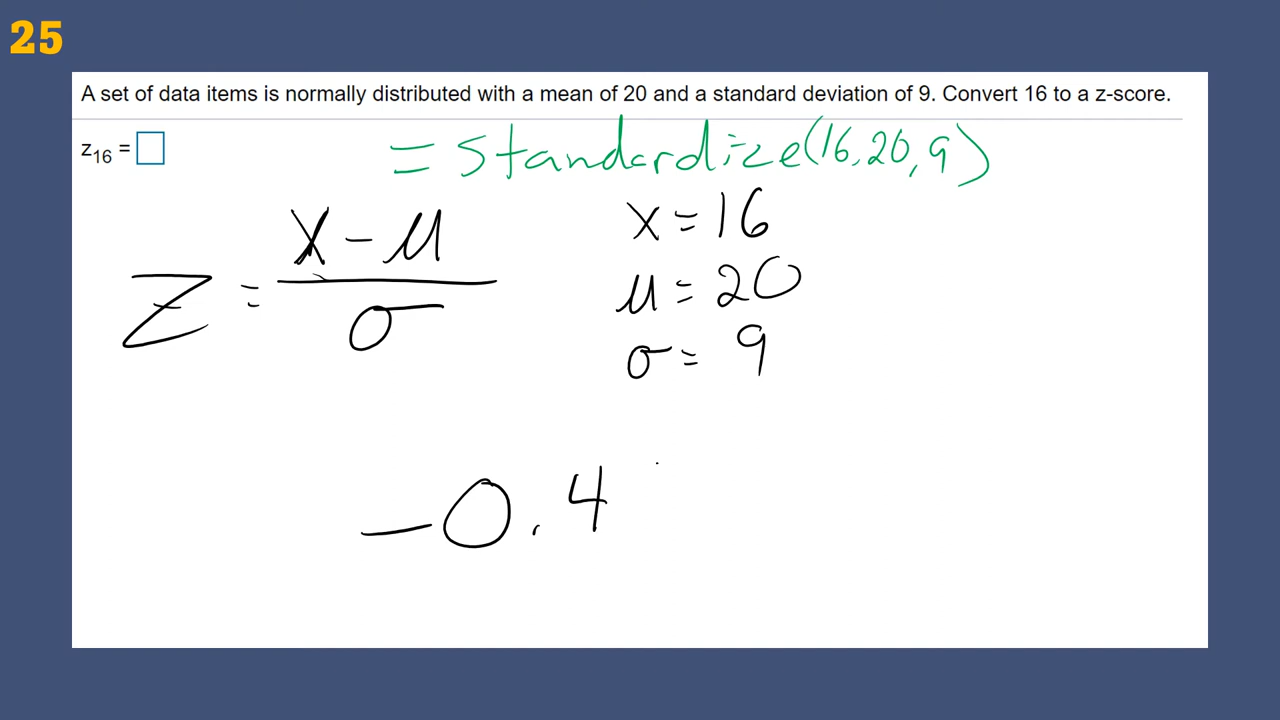 25
A set of data items is normally distributed with a mean of 20 and a standard deviation of 9. Convert 16 to a z-score.
z16 =
= standardize(16,20,9)
z = x - μ / σ
x = 16
μ = 20
σ = 9
-0.4